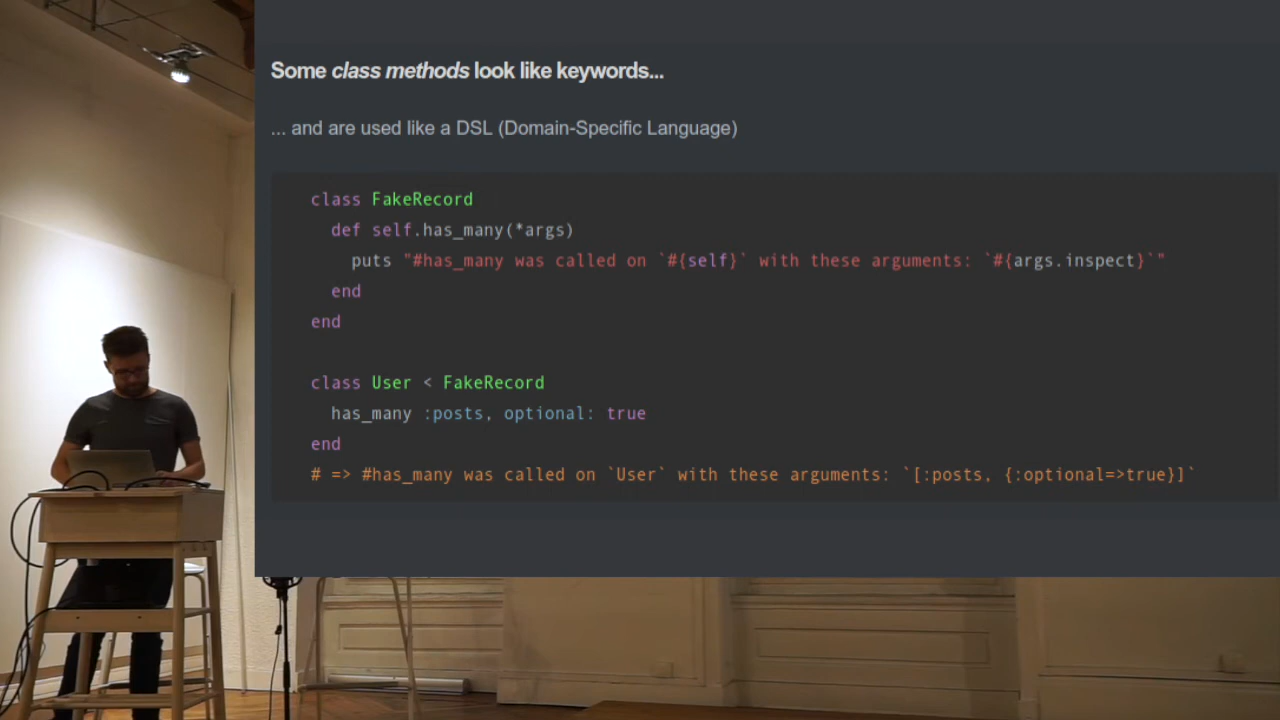 Some class methods look like keywords...
... and are used like a DSL (Domain-Specific Language)
class FakeRecord
  def self.has_many(*args)
    puts "#has_many was called on `#{self}` with these arguments: `#{args.inspect}`"
  end
end
class User < FakeRecord
  has_many :posts, optional: true
end
# => #has_many was called on `User` with these arguments: `[:posts, {:optional=>true}]`